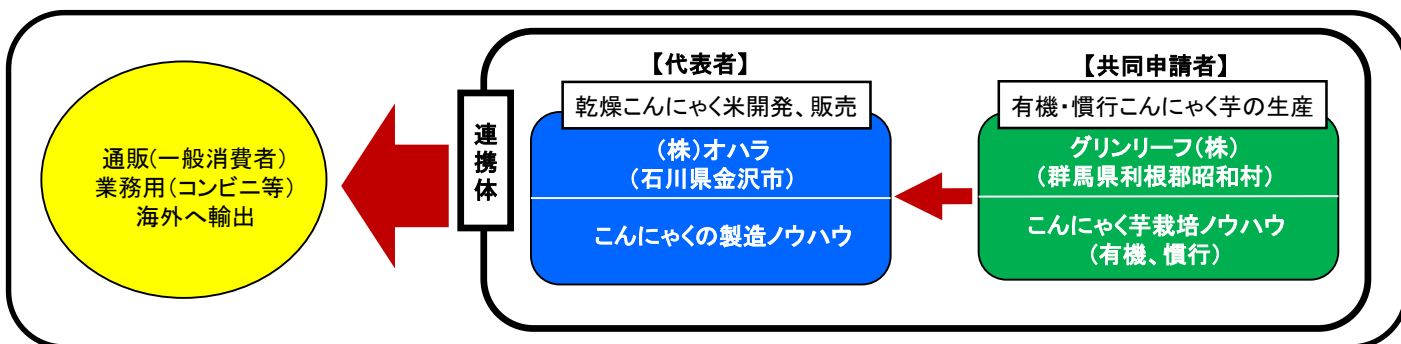 通販(一般消費者)
業務用(コンビニ等)
海外へ輸出
連携体
【代表者】
乾燥こんにゃく米開発、販売
(株)オハラ
(石川県金沢市)
こんにゃくの製造ノウハウ
【共同申請者】
有機・慣行こんにゃく芋の生産
グリンリーフ(株)
(群馬県利根郡昭和村)
こんにゃく芋栽培ノウハウ
(有機、慣行)